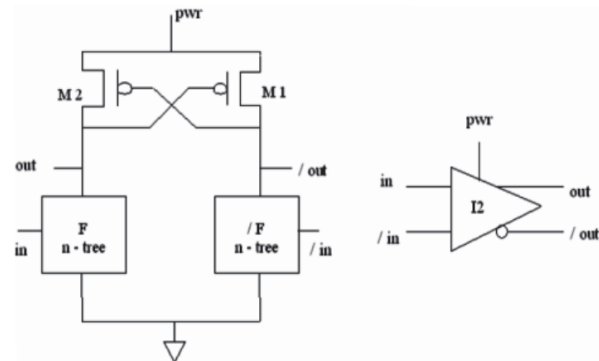 pwr
M 2
M 1
out
/ out
F
n - tree
in
/ F
n - tree
/ in
pwr
in
/ in
I2
out
/ out